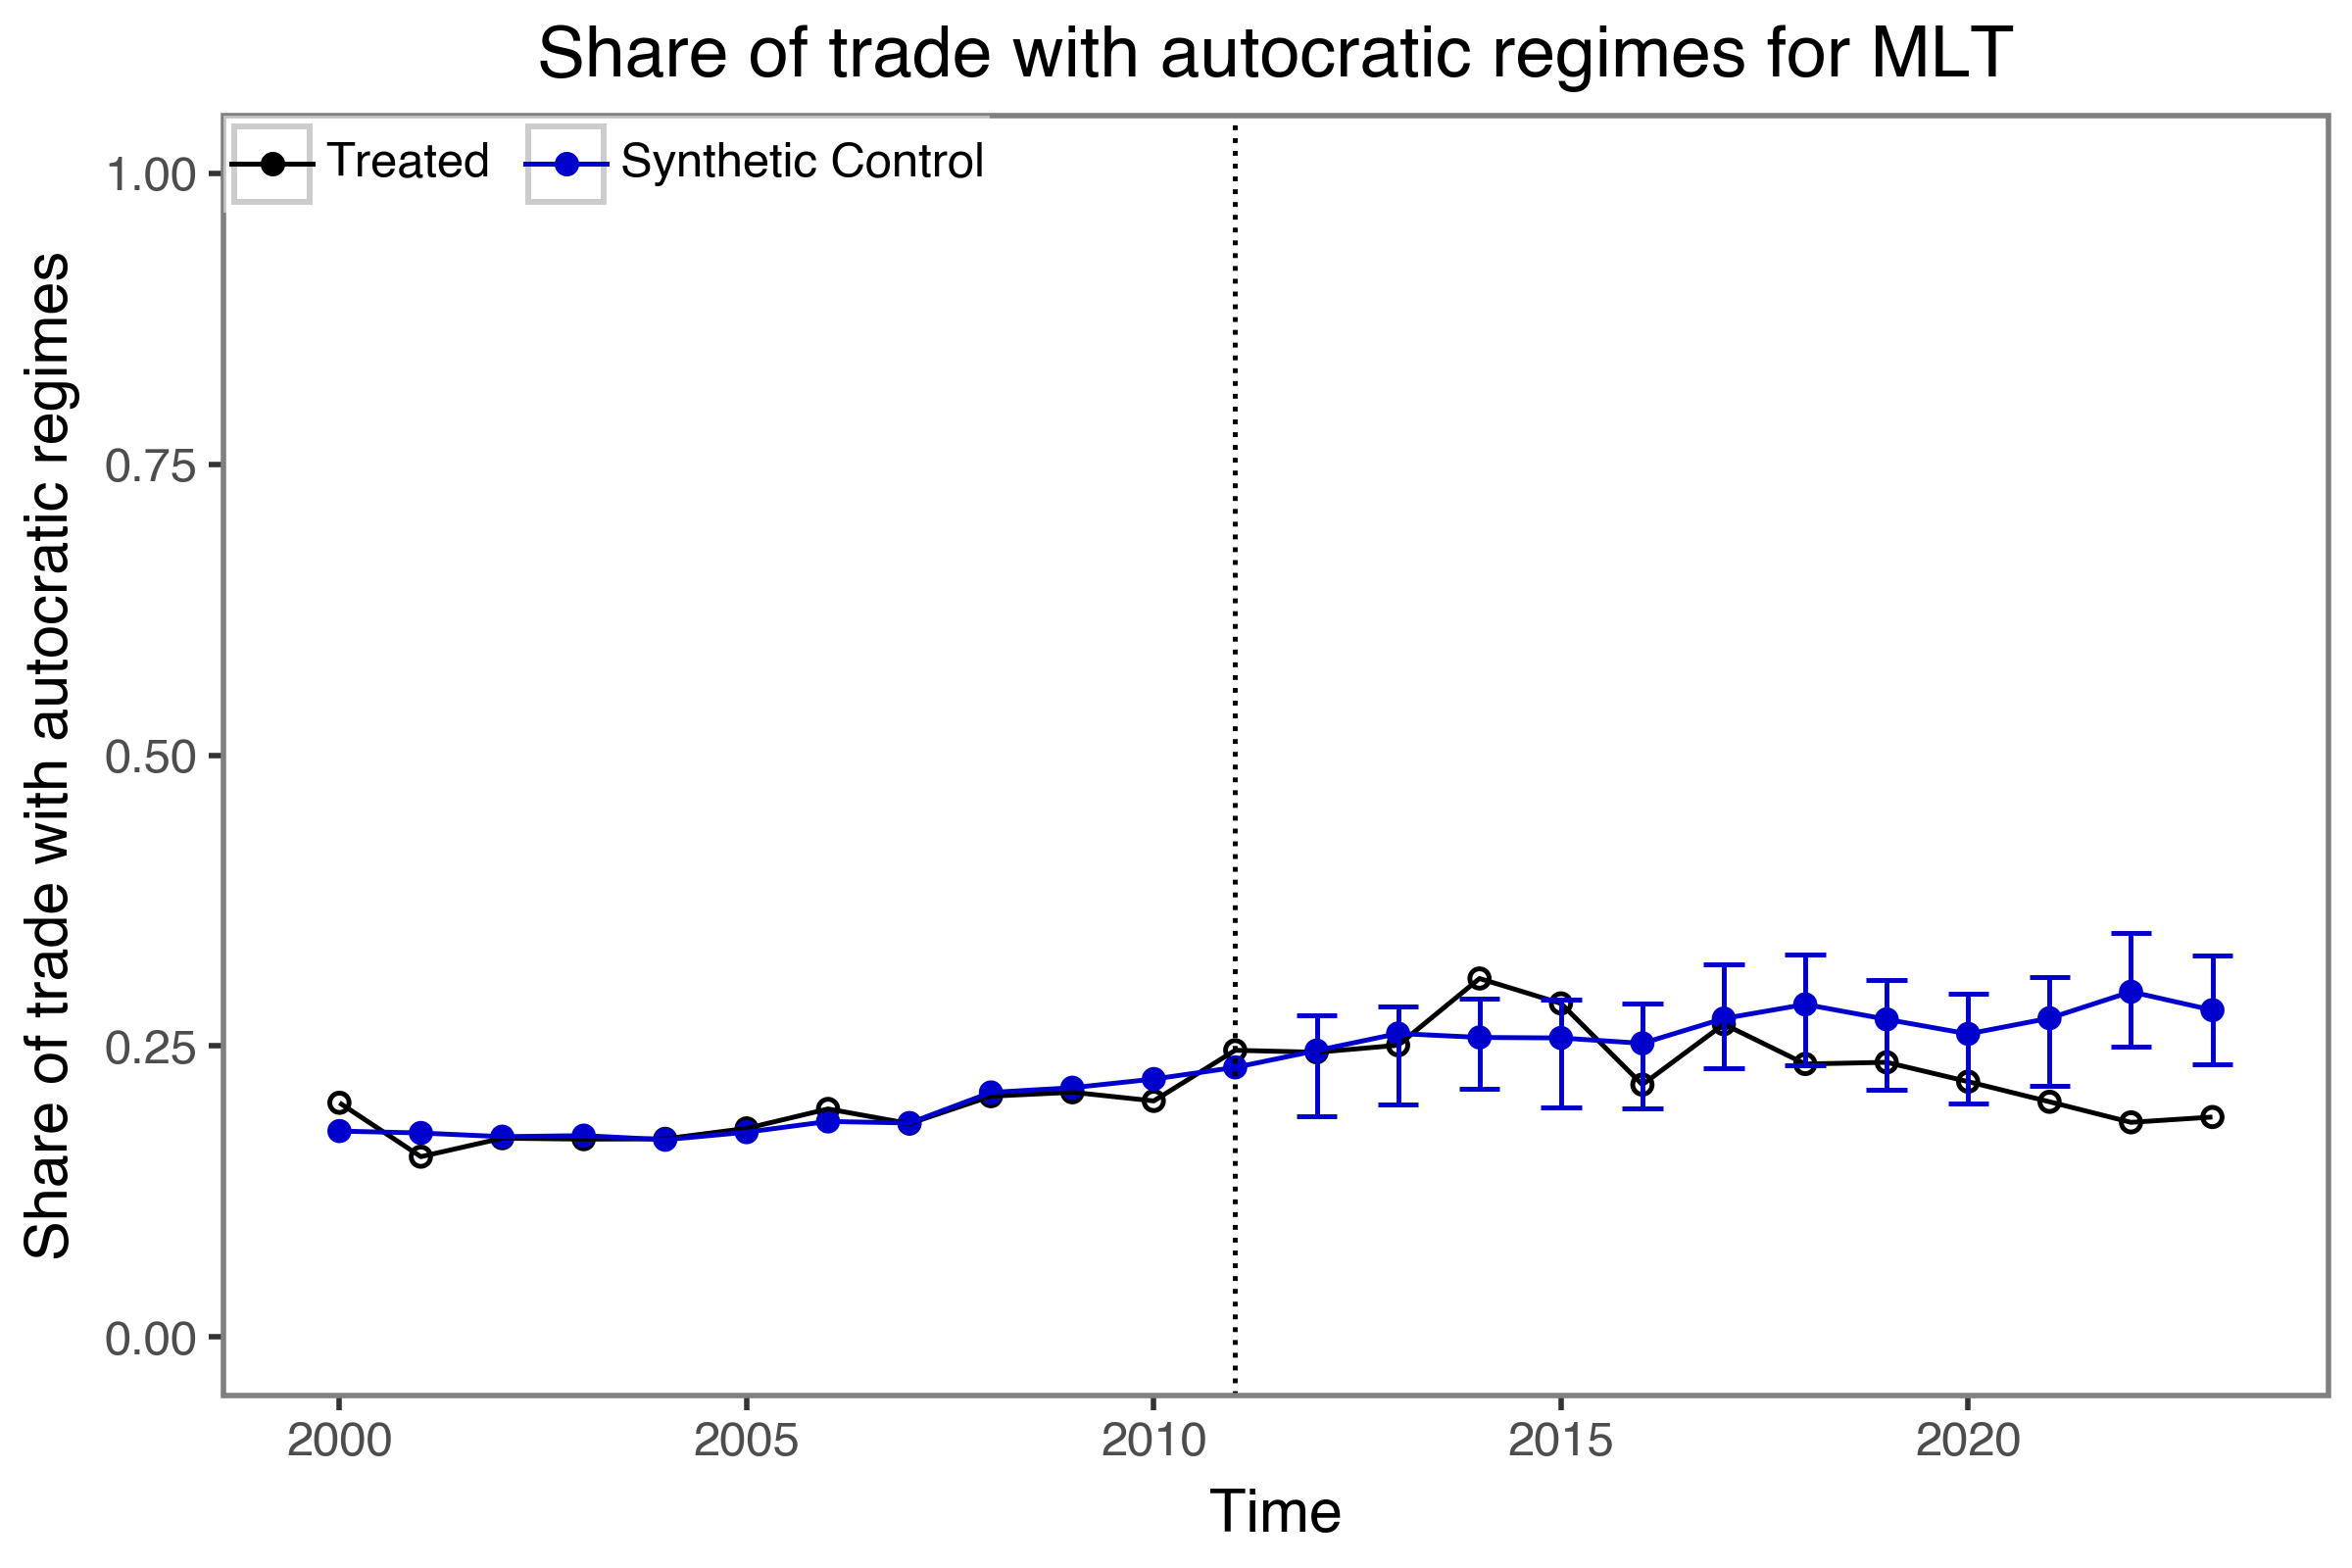 Share of trade with autocratic regimes for MLT
Treated
Synthetic Control
Share of trade with autocratic regimes
1.00
0.75
0.50
0.25
0.00
2000
2005
2010
2015
2020
Time